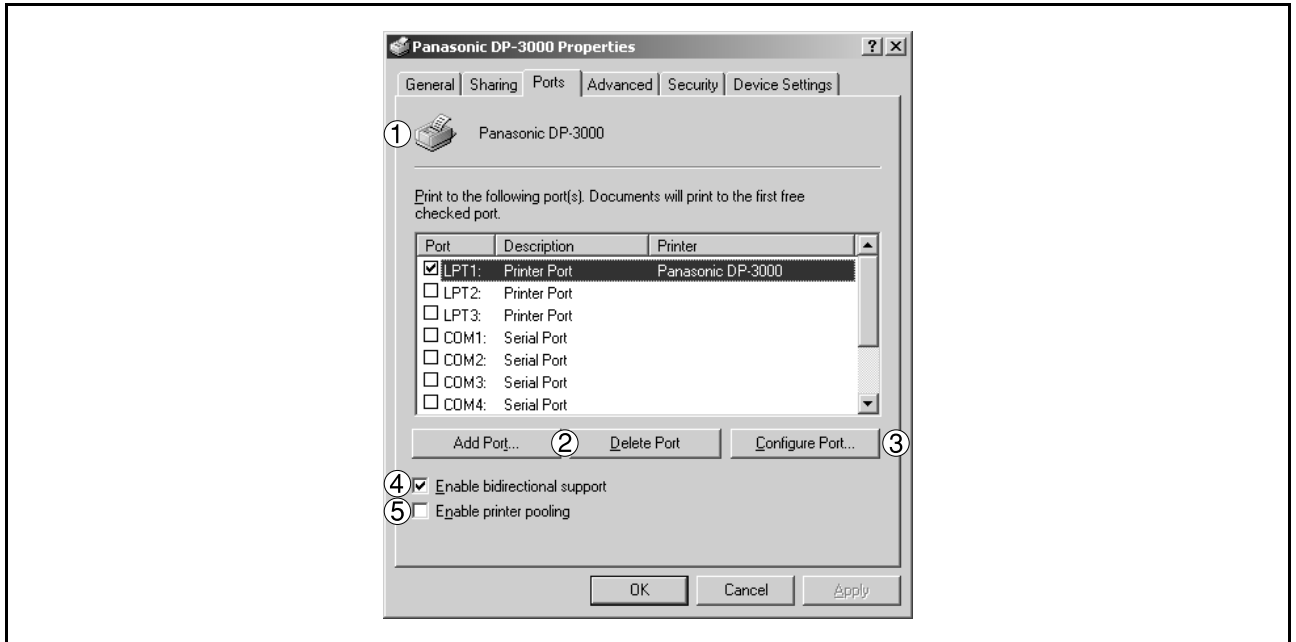 Panasonic DP-3000 Properties
General Sharing Ports Advanced Security Device Settings
① Panasonic DP-3000
Print to the following port(s). Documents will print to the first free
checked port.
Port Description Printer
LPT1: Printer Port Panasonic DP-3000
LPT2: Printer Port
LPT3: Printer Port
COM1: Serial Port
COM2: Serial Port
COM3: Serial Port
COM4: Serial Port
Add Port... ② Delete Port Configure Port... ③
④ Enable bidirectional support
⑤ Enable printer pooling
OK Cancel Apply